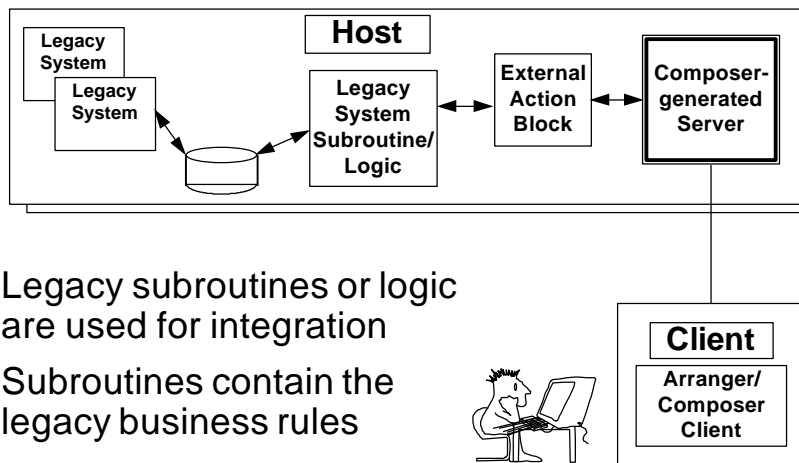 Host
Legacy
System
Legacy
System
Legacy
System
Subroutine/
Logic
External
Action
Block
Composer-
generated
Server
Legacy subroutines or logic
are used for integration
Subroutines contain the
legacy business rules
Client
Arranger/
Composer
Client